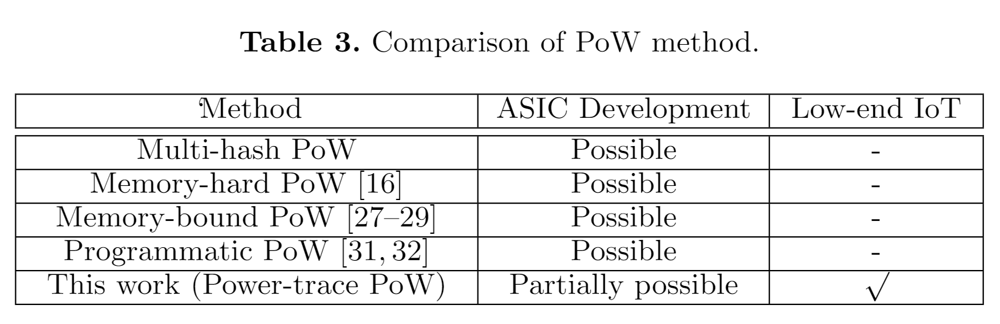 Table 3. Comparison of PoW method.
‘Method ASIC Development Low-end IoT
Multi-hash PoW Possible -
Memory-hard PoW [16] Possible -
Memory-bound PoW [27–29] Possible -
Programmatic PoW [31, 32] Possible -
This work (Power-trace PoW) Partially possible √